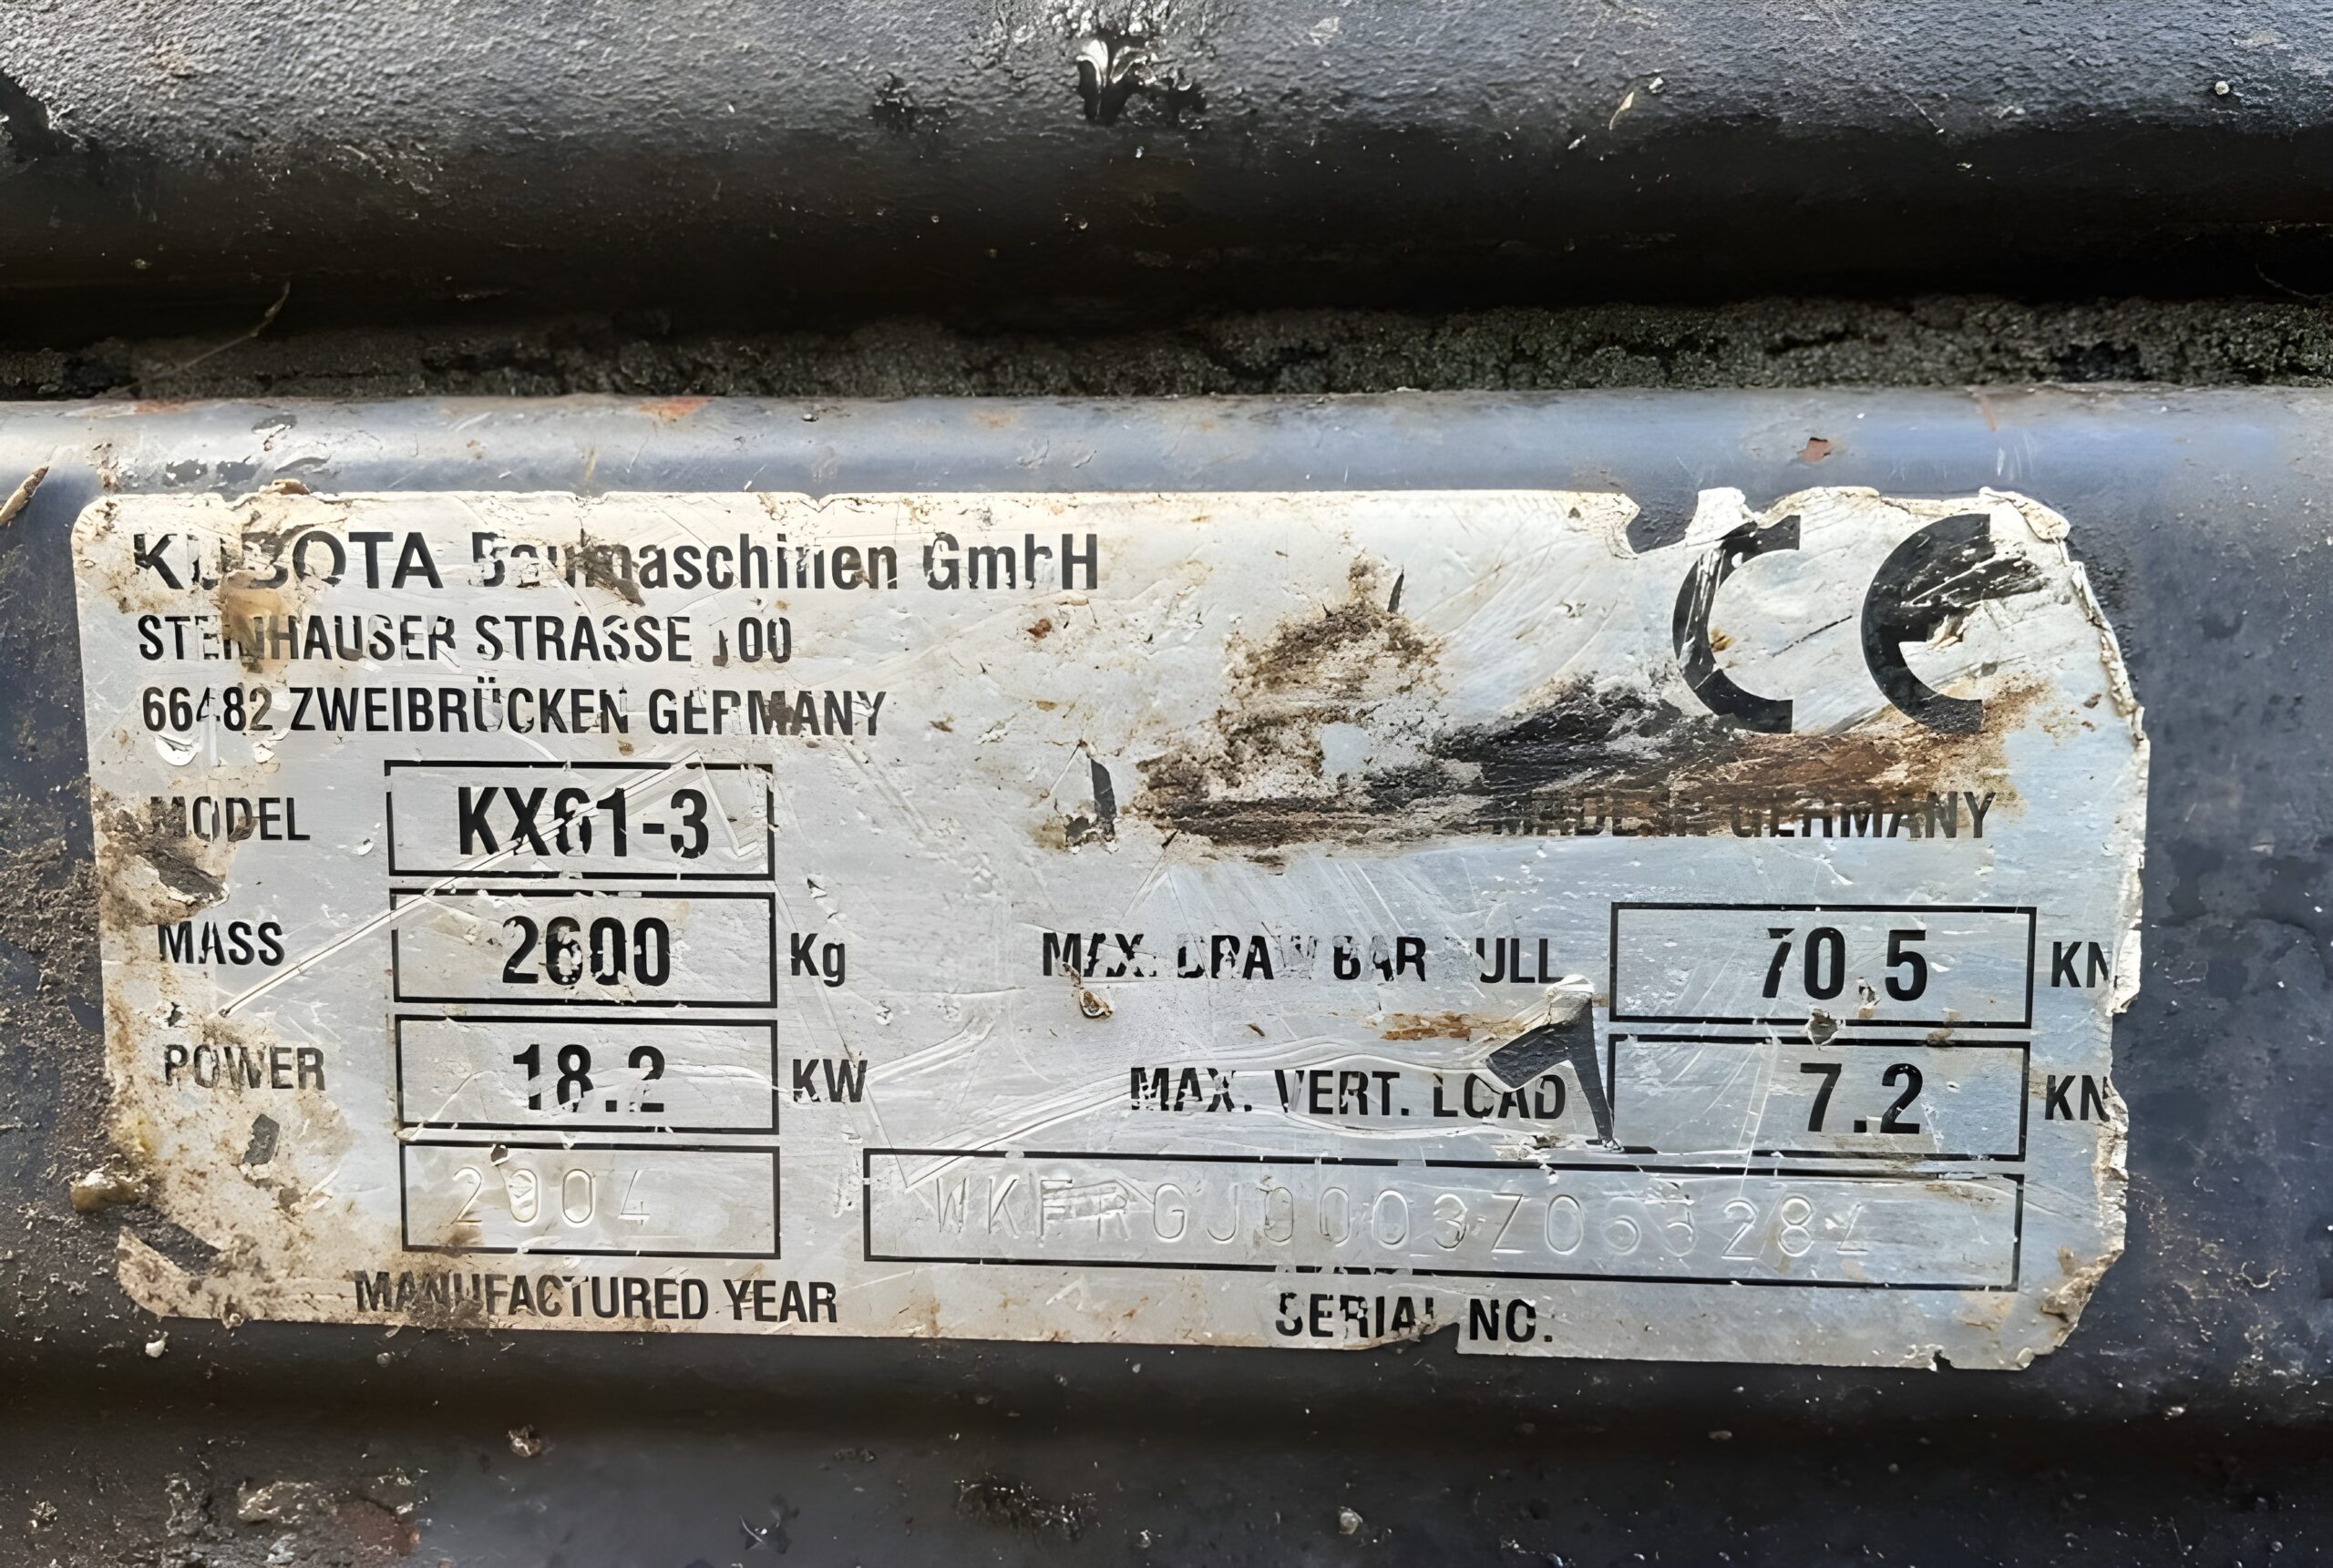 KUBOTA Baumaschinen GmbH
STEINHAUSER STRASSE 100
66482 ZWEIBRÜCKEN GERMANY
CE
MADE IN GERMANY
MODEL KX61-3
MASS 2600 Kg
MAX. DRAW BAR PULL 70.5 KN
POWER 18.2 KW
MAX. VERT. LOAD 7.2 KN
2004
MANUFACTURED YEAR
SERIAL NO.